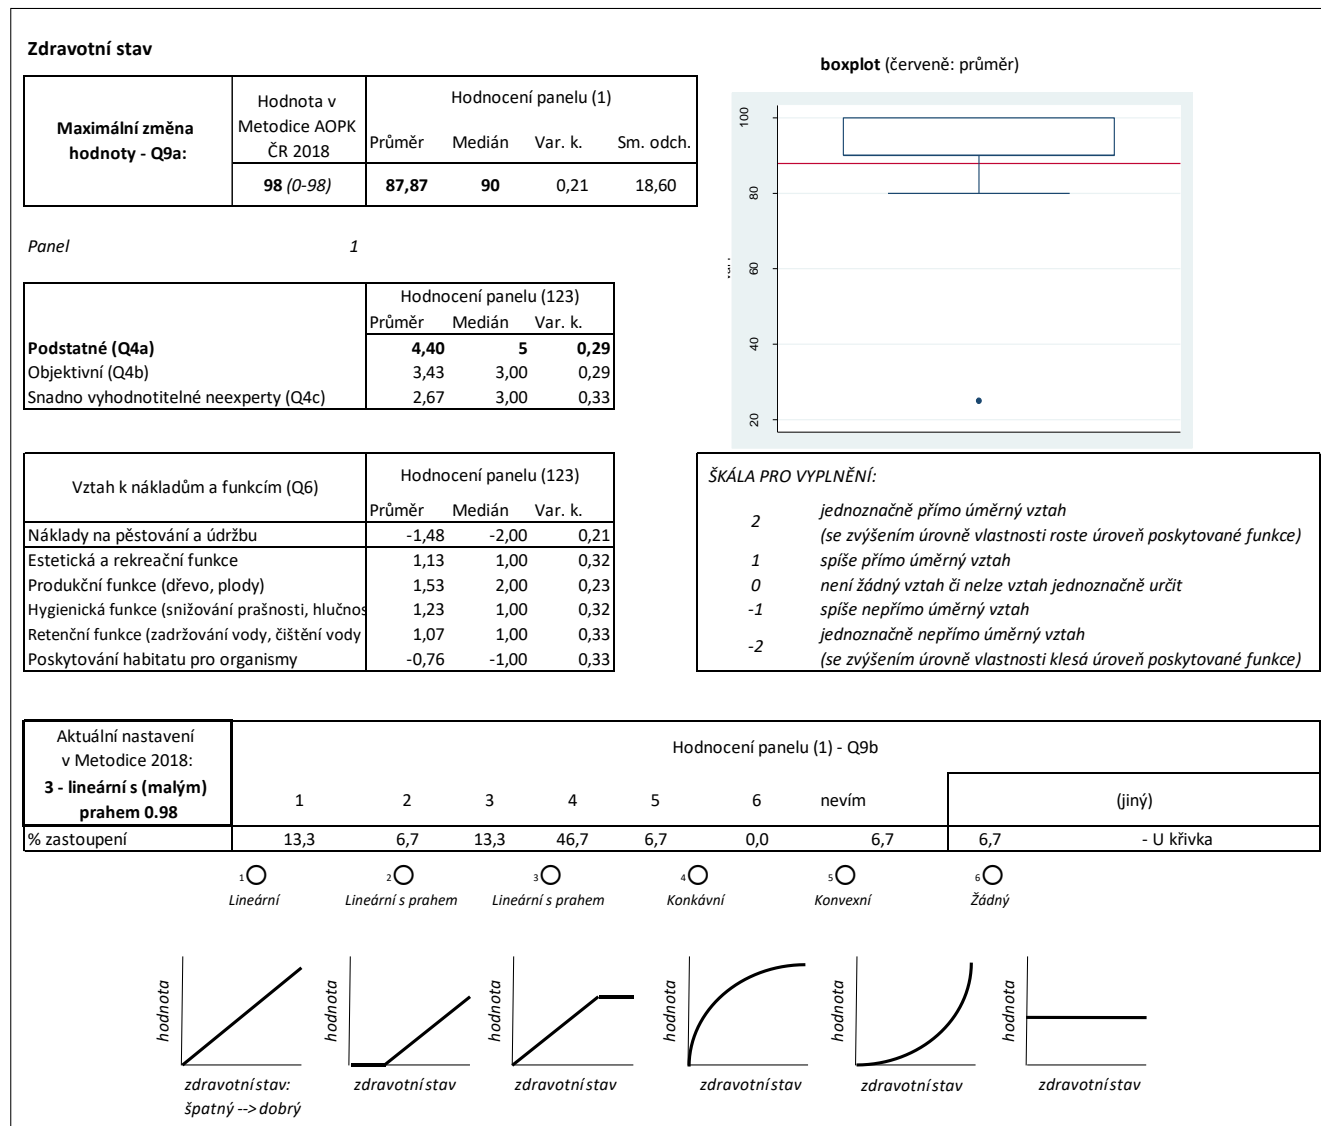 Zdravotní stav
boxplot (červeně: průměr)
Maximální změna hodnoty - Q9a:
Hodnota v Metodice AOPK ČR 2018
Hodnocení panelu (1)
Průměr Medián Var. k. Sm. odch.
98 (0-98) 87,87 90 0,21 18,60
100
80
60
40
20
Panel 1
Hodnocení panelu (123)
Průměr Medián Var. k.
Podstatné (Q4a) 4,40 5 0,29
Objektivní (Q4b) 3,43 3,00 0,29
Snadno vyhodnotitelné neexperty (Q4c) 2,67 3,00 0,33
Vztah k nákladům a funkcím (Q6)
Hodnocení panelu (123)
Průměr Medián Var. k.
Náklady na pěstování a údržbu -1,48 -2,00 0,21
Estetická a rekreační funkce 1,13 1,00 0,32
Produkční funkce (dřevo, plody) 1,53 2,00 0,23
Hygienická funkce (snižování prašnosti, hlučnos 1,23 1,00 0,32
Retenční funkce (zadržování vody, čištění vody 1,07 1,00 0,33
Poskytování habitatu pro organismy -0,76 -1,00 0,33
ŠKÁLA PRO VYPLNĚNÍ:
2 jednoznačně přímo úměrný vztah
(se zvýšením úrovně vlastnosti roste úroveň poskytované funkce)
1 spíše přímo úměrný vztah
0 není žádný vztah či nelze vztah jednoznačně určit
-1 spíše nepřímo úměrný vztah
-2 jednoznačně nepřímo úměrný vztah
(se zvýšením úrovně vlastnosti klesá úroveň poskytované funkce)
Aktuální nastavení
v Metodice 2018:
3 - lineární s (malým)
prahem 0.98
Hodnocení panelu (1) - Q9b
1 2 3 4 5 6 nevím (jiný)
% zastoupení 13,3 6,7 13,3 46,7 6,7 0,0 6,7 6,7 - U křivka
1 2 3 4 5 6
Lineární Lineární s prahem Lineární s prahem Konkávní Konvexní Žádný
hodnota hodnota hodnota hodnota hodnota hodnota
zdravotní stav: zdravotní stav zdravotní stav zdravotní stav zdravotní stav zdravotní stav
špatný --> dobrý